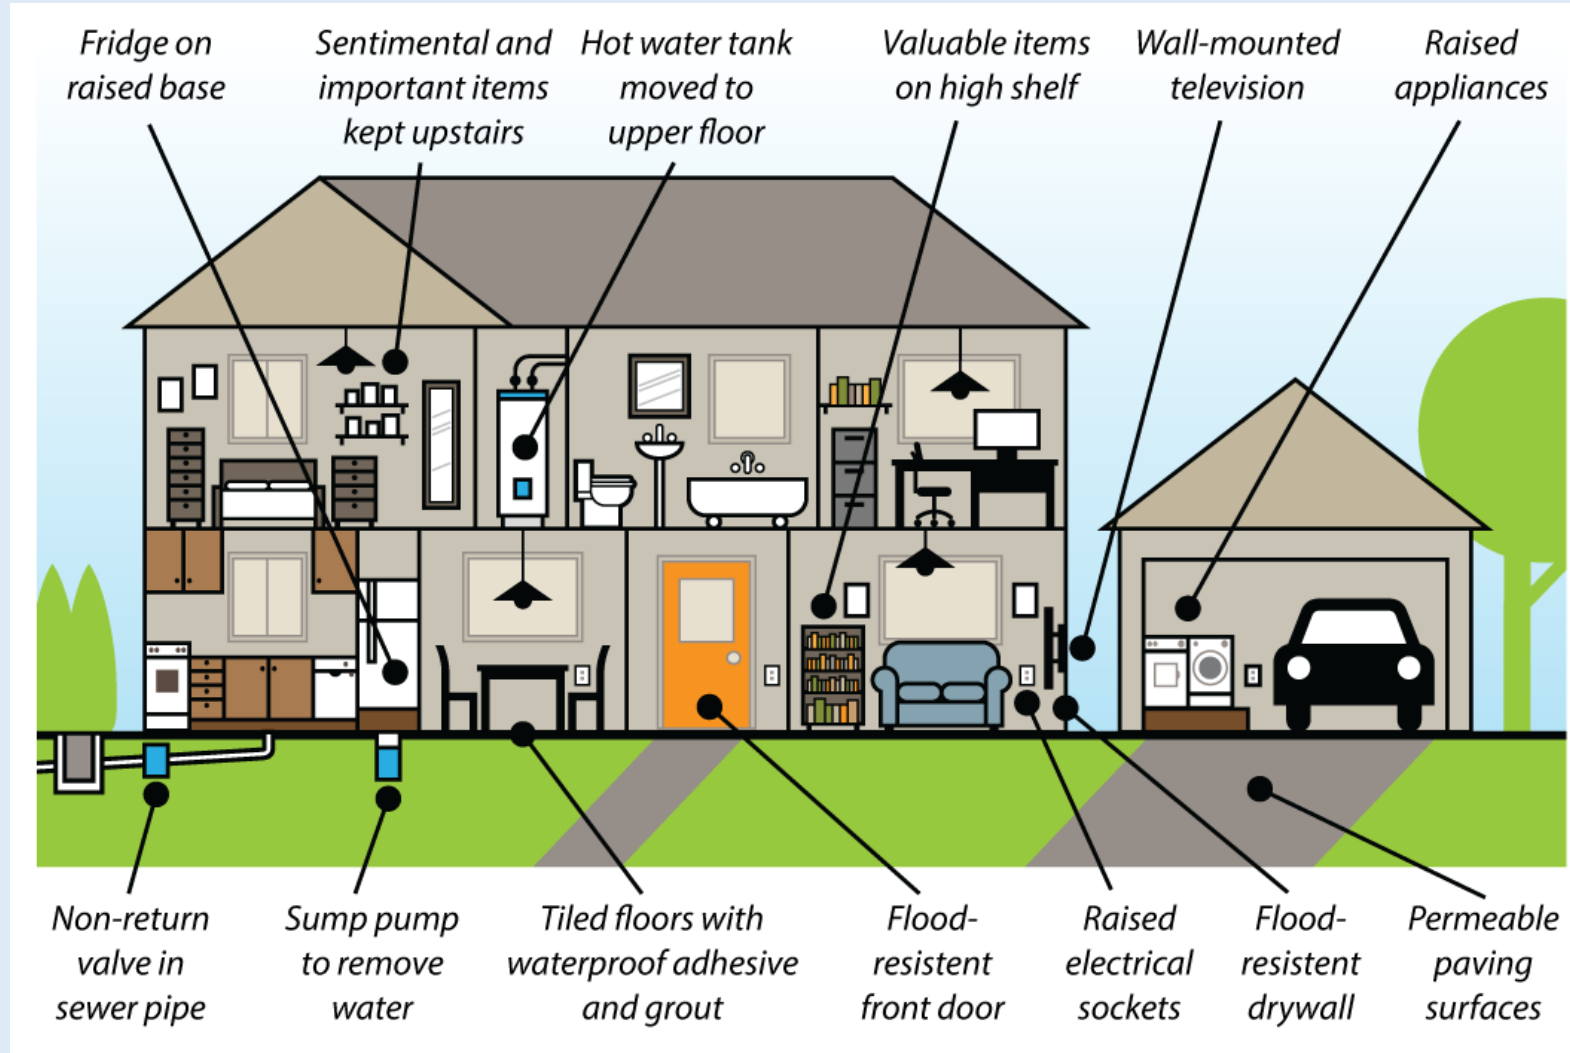 Fridge on
raised base
Sentimental and
important items
kept upstairs
Hot water tank
moved to
upper floor
Valuable items
on high shelf
Wall-mounted
television
Raised
appliances
Non-return
valve in
sewer pipe
Sump pump
to remove
water
Tiled floors with
waterproof adhesive
and grout
Flood-
resistent
front door
Raised
electrical
sockets
Flood-
resistent
drywall
Permeable
paving
surfaces